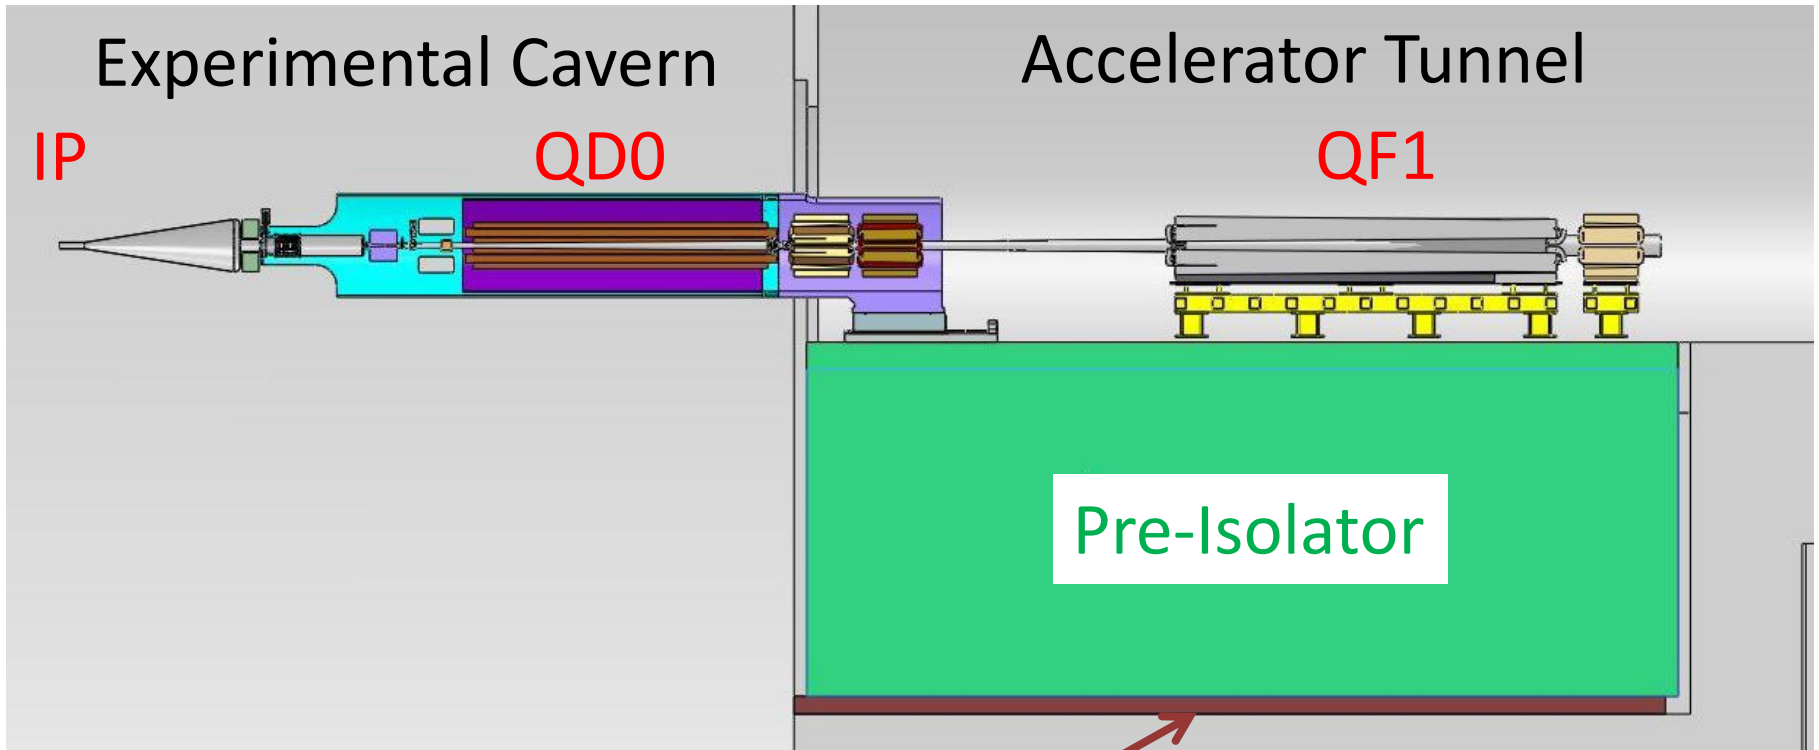 Experimental Cavern
Accelerator Tunnel
IP
QD0
QF1
Pre-Isolator